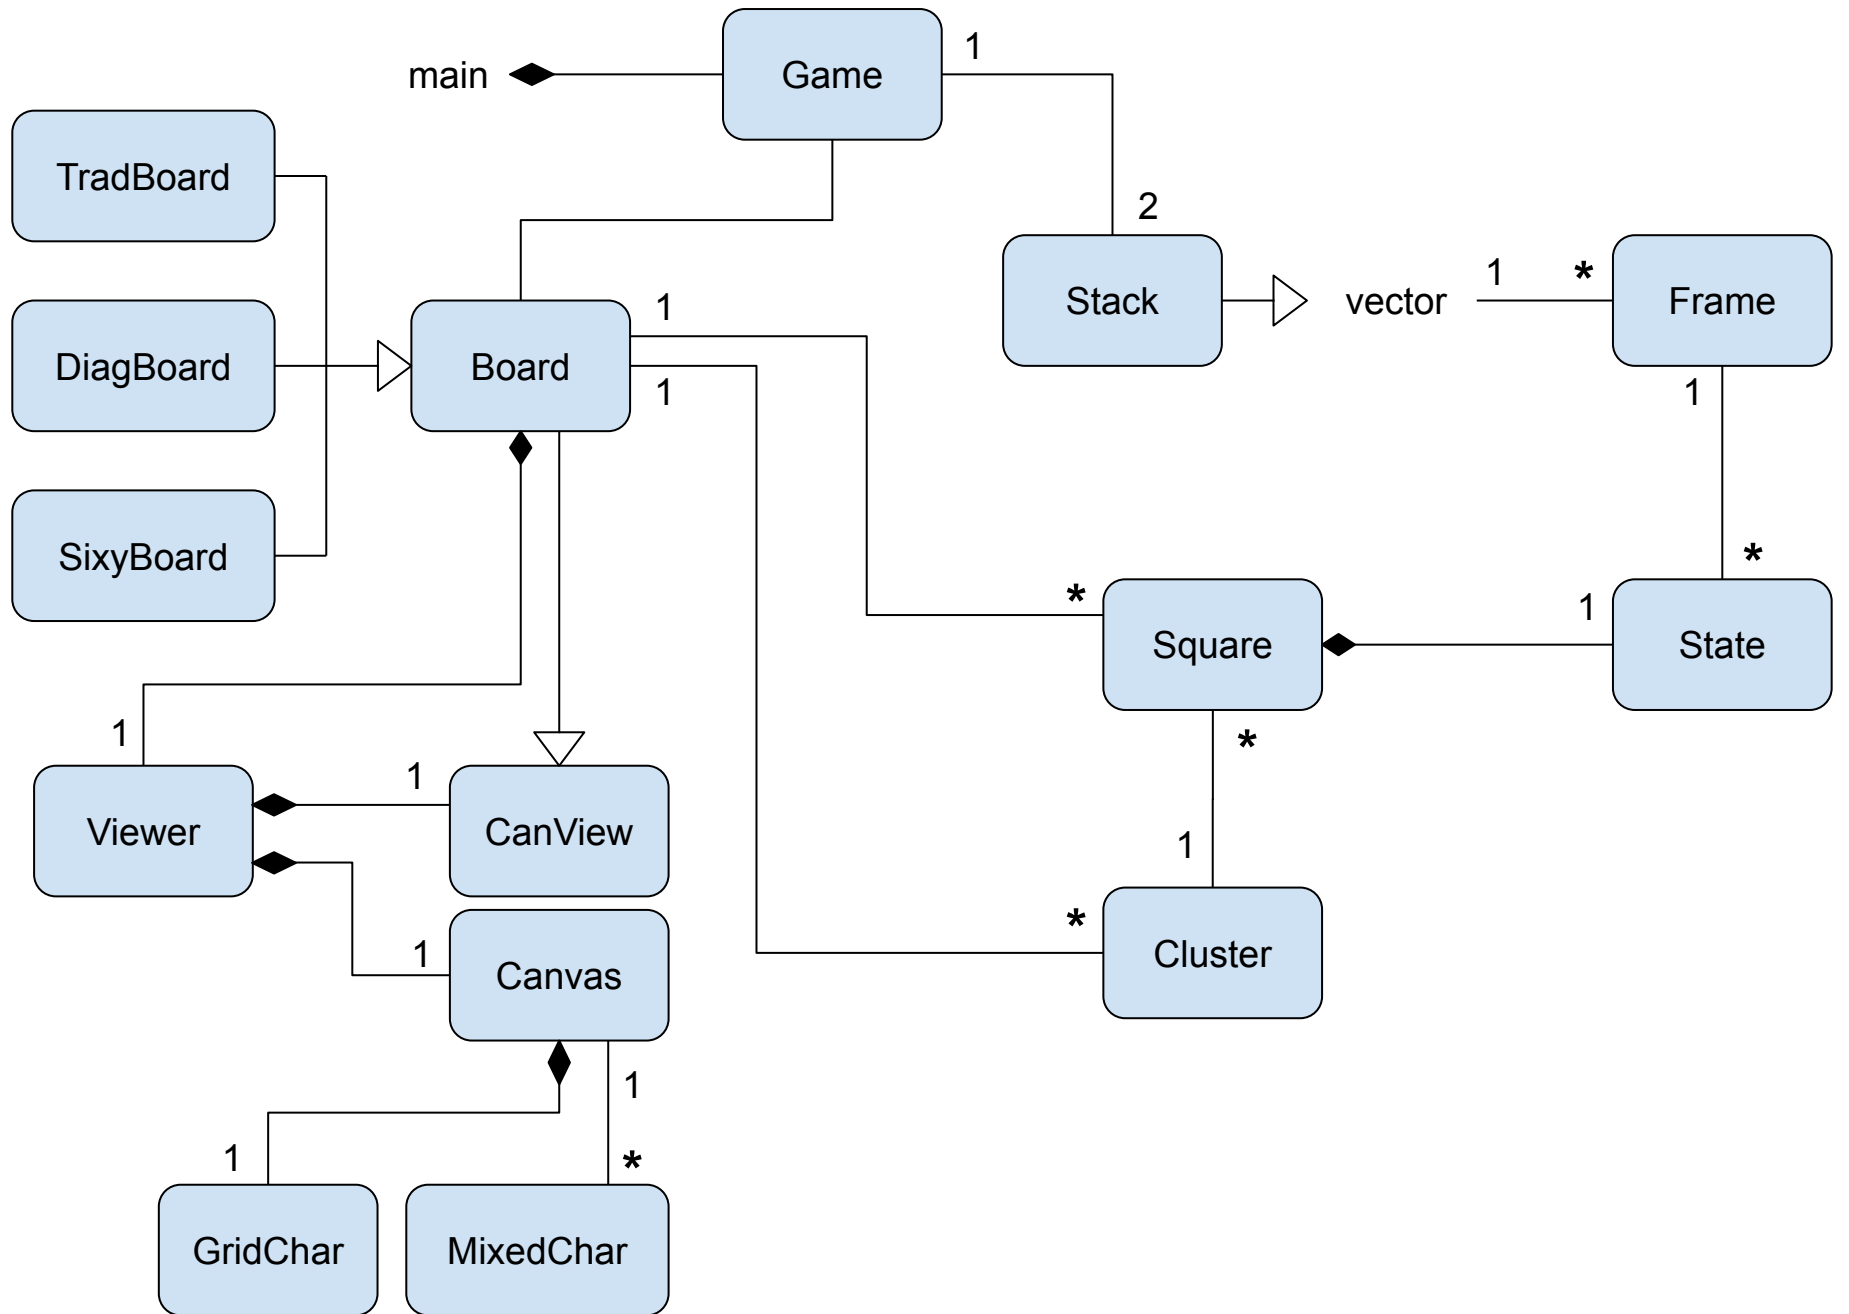 main
Game
1
TradBoard
2
Stack
vector
1
*
Frame
DiagBoard
Board
1
1
1
SixyBoard
*
*
Square
1
State
1
*
Viewer
1
CanView
1
*
Cluster
1
Canvas
1
1
*
GridChar
MixedChar